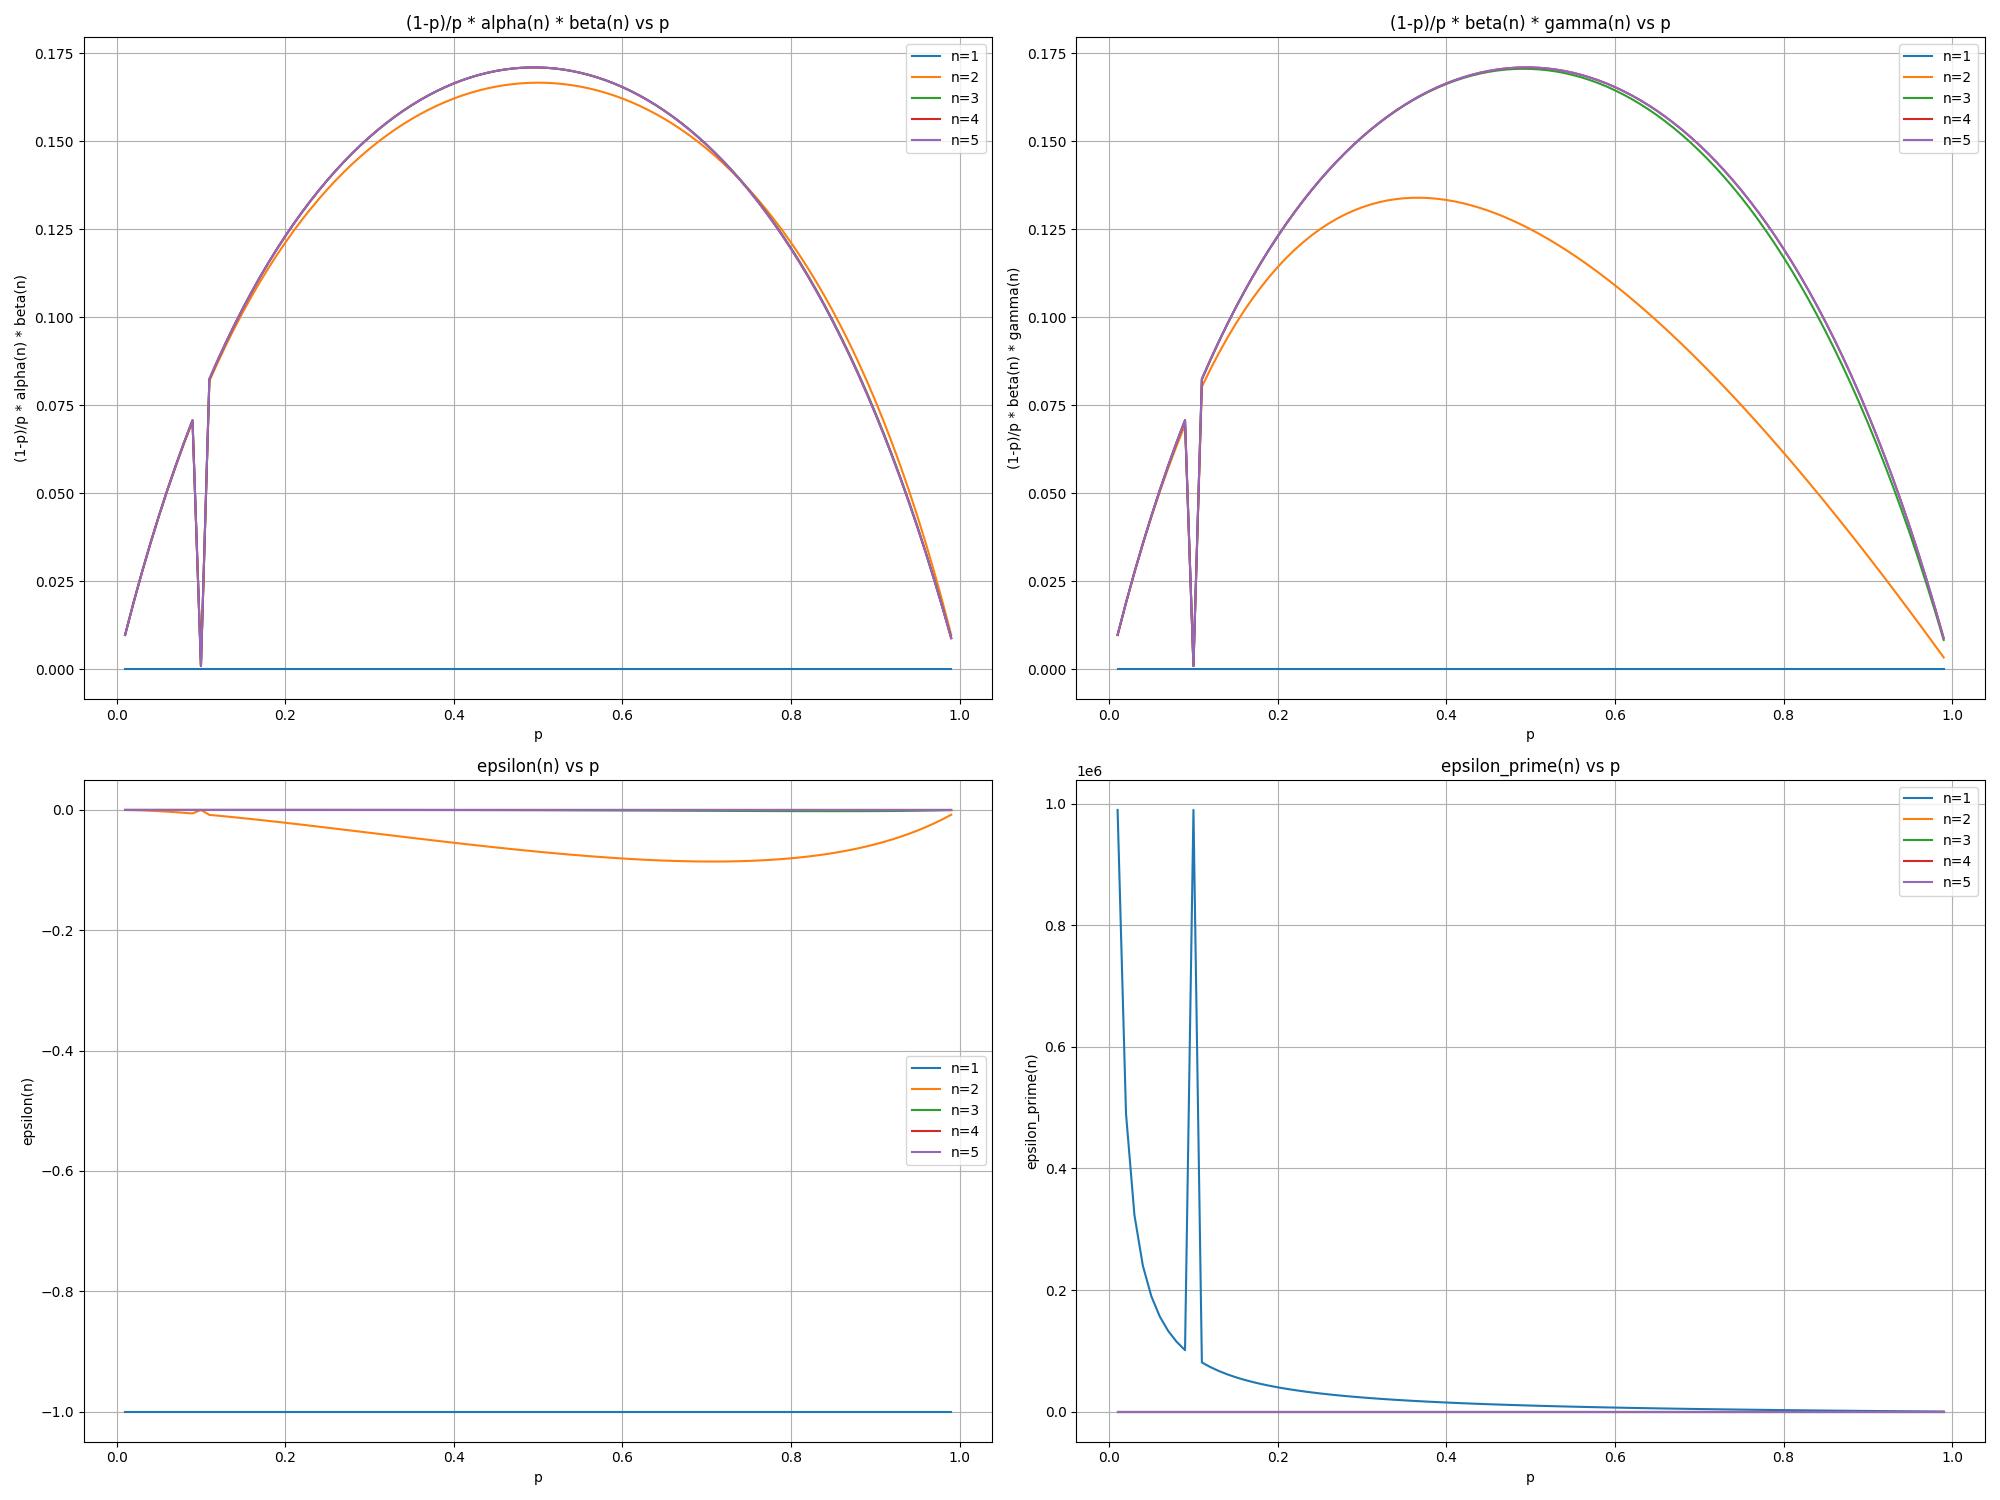 (1-p)/p * alpha(n) * beta(n) vs p
(1-p)/p * alpha(n) * beta(n)
0.175
0.150
0.125
0.100
0.075
0.050
0.025
0.000
n=1
n=2
n=3
n=4
n=5
0.0 0.2 0.4 0.6 0.8 1.0
p
(1-p)/p * beta(n) * gamma(n) vs p
(1-p)/p * beta(n) * gamma(n)
0.175
0.150
0.125
0.100
0.075
0.050
0.025
0.000
n=1
n=2
n=3
n=4
n=5
0.0 0.2 0.4 0.6 0.8 1.0
p
epsilon(n) vs p
epsilon(n)
0.0
−0.2
−0.4
−0.6
−0.8
−1.0
n=1
n=2
n=3
n=4
n=5
0.0 0.2 0.4 0.6 0.8 1.0
p
epsilon_prime(n) vs p
1e6
epsilon_prime(n)
1.0
0.8
0.6
0.4
0.2
0.0
n=1
n=2
n=3
n=4
n=5
0.0 0.2 0.4 0.6 0.8 1.0
p